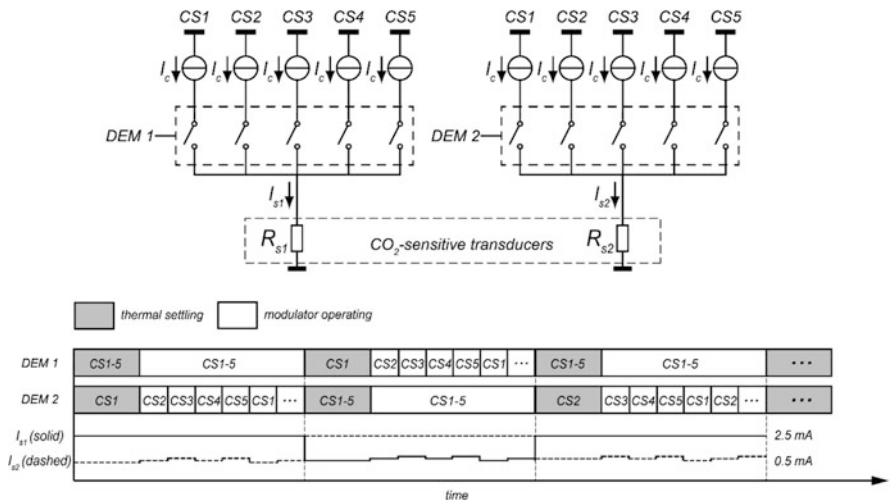 CS1 CS2 CS3 CS4 CS5 CS1 CS2 CS3 CS4 CS5
Ic Ic Ic Ic Ic Ic Ic Ic Ic Ic
DEM 1 DEM 2
Is1 Is2
Rs1 CO2-sensitive transducers Rs2
thermal settling modulator operating
DEM 1 CS1-5 CS1-5 CS1 CS2 CS3 CS4 CS5 CS1 ... CS1-5 CS1-5 ...
DEM 2 CS1 CS2 CS3 CS4 CS5 CS1 ... CS1-5 CS1-5 CS2 CS3 CS4 CS5 CS1 CS2 ... ...
Is1 (solid) 2.5 mA
Is2 (dashed) 0.5 mA
time